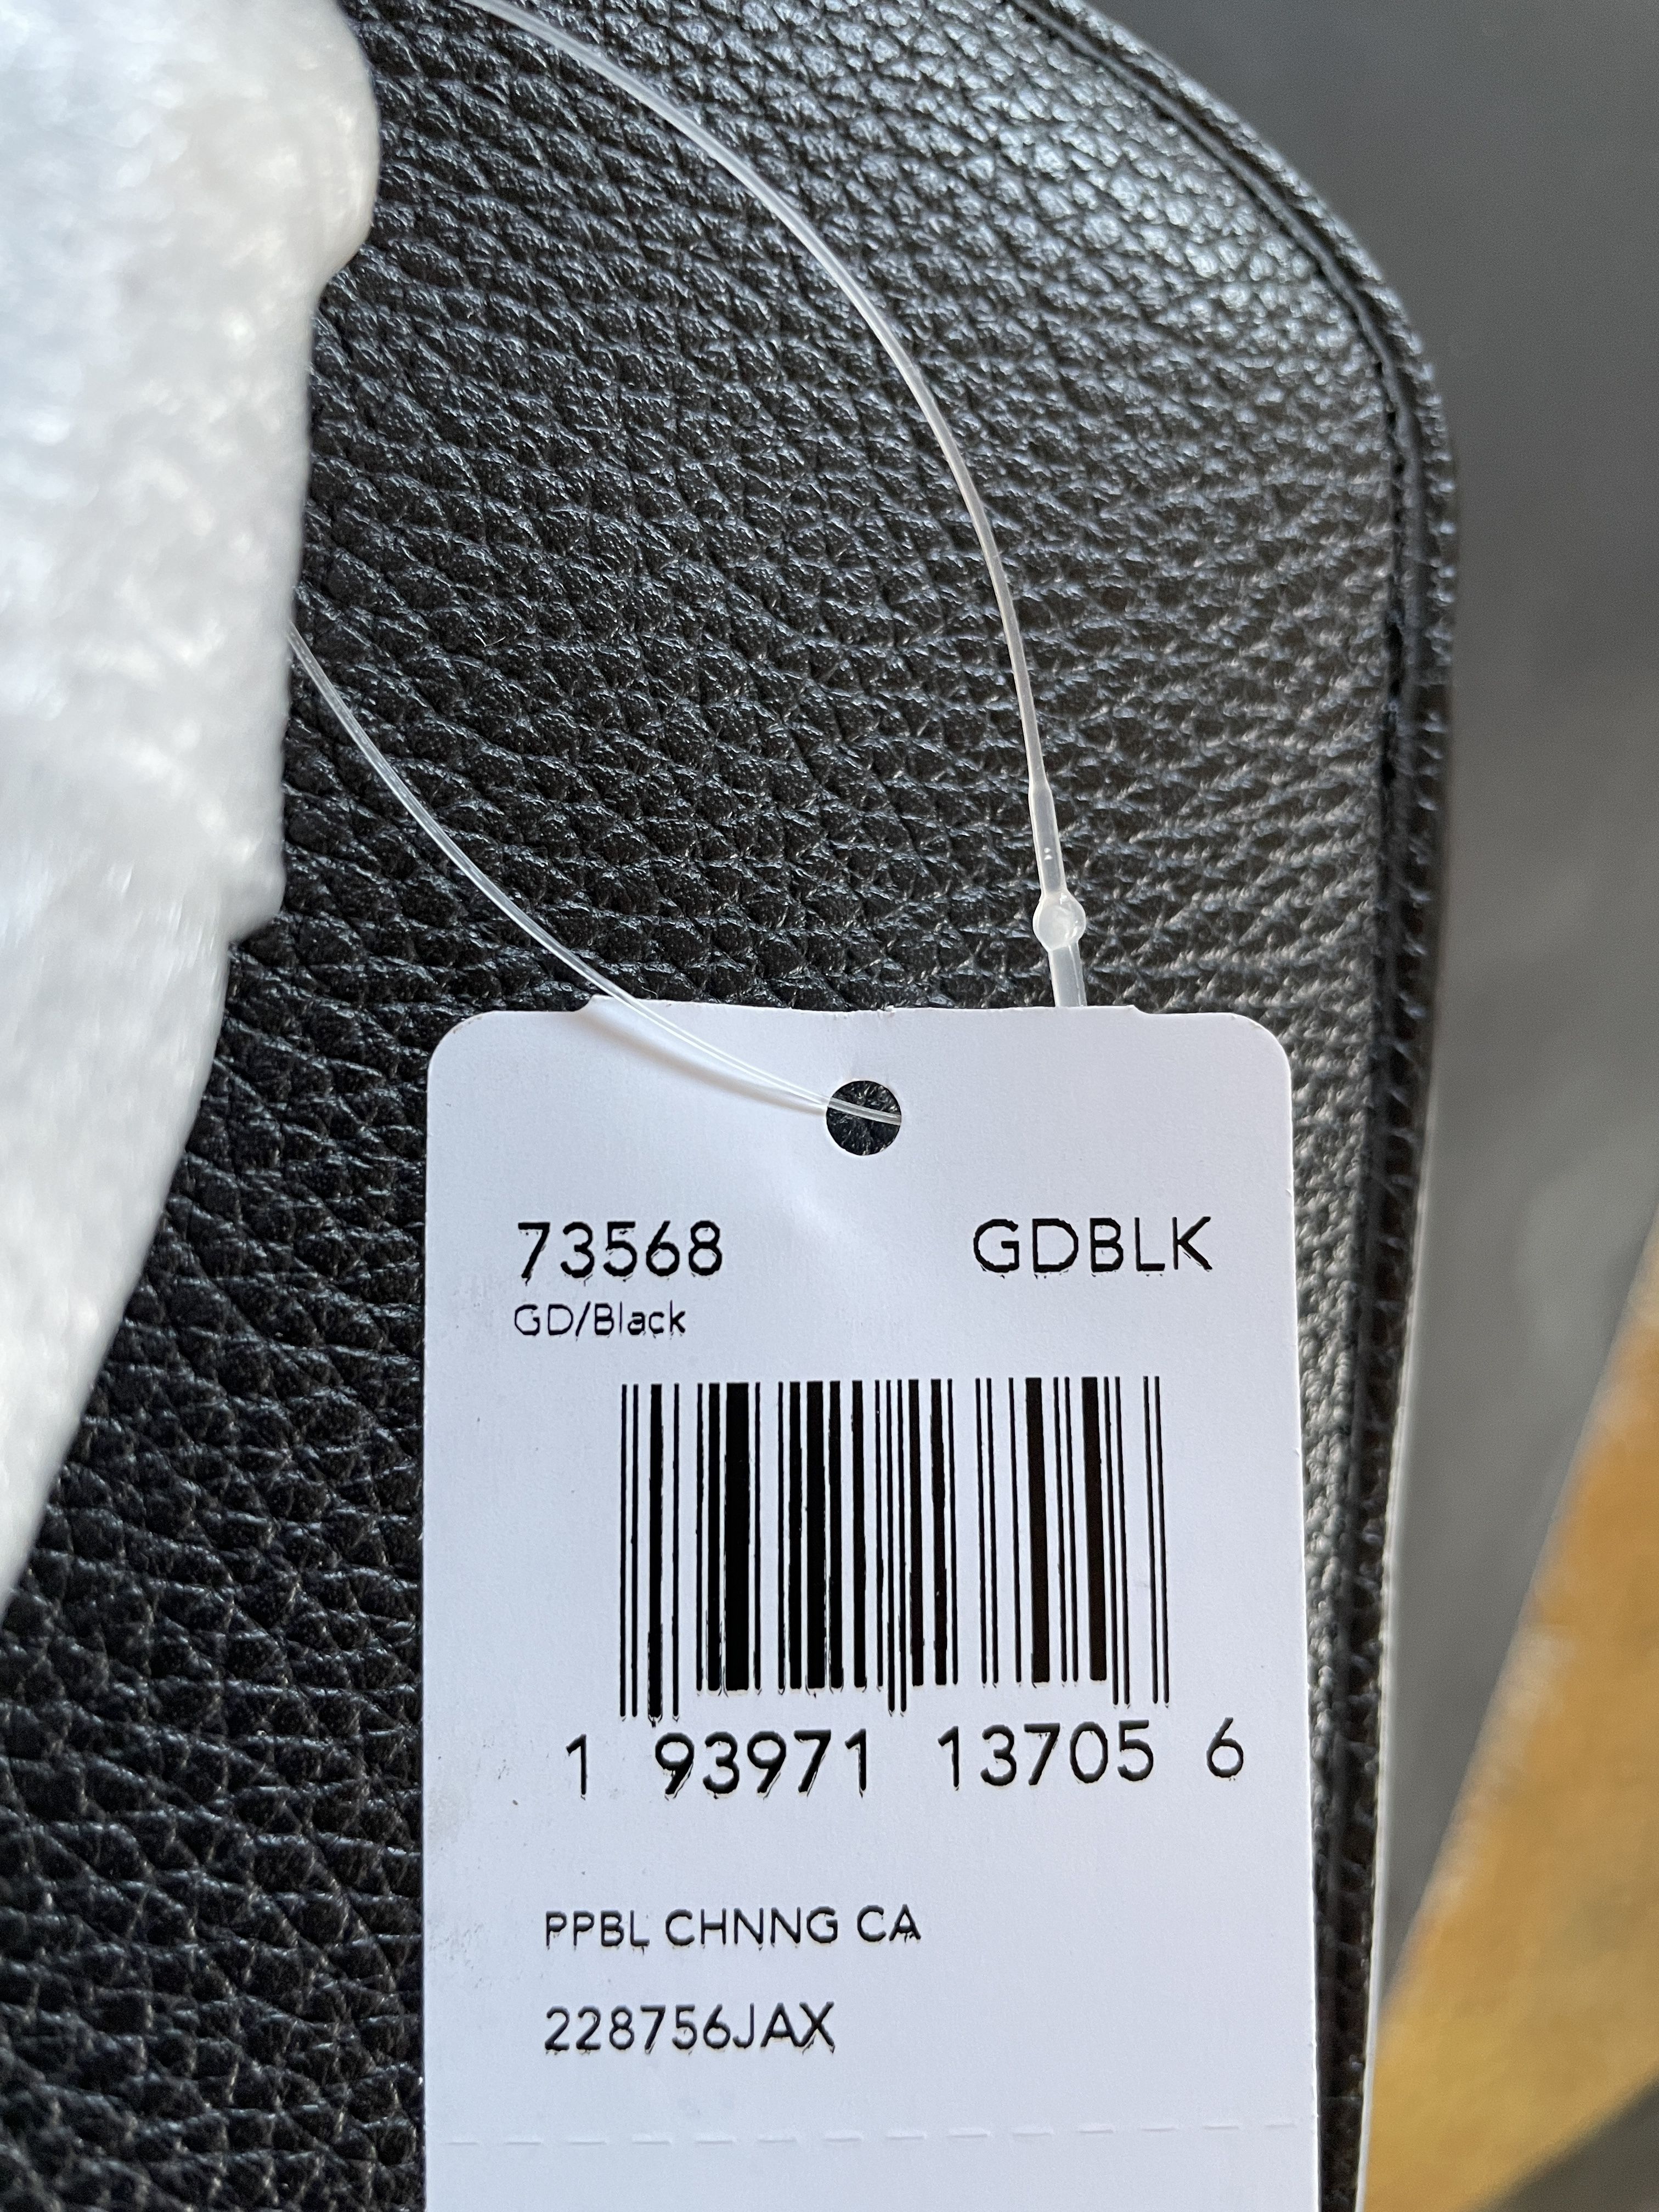 73568 GDBLK
GD/Black
1 93971 13705 6
PPBL CHNNG CA
228756JAX